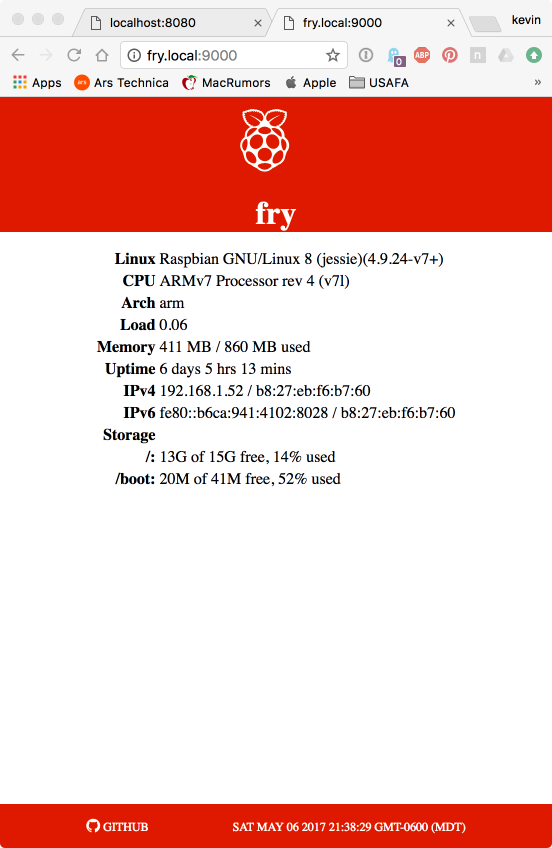 localhost:8080
fry.local:9000
kevin
fry.local:9000
ABP
n
0
Apps
ars
Ars Technica
MacRumors
Apple
USAFA
»
fry
Linux Raspbian GNU/Linux 8 (jessie)(4.9.24-v7+)
CPU ARMv7 Processor rev 4 (v7l)
Arch arm
Load 0.06
Memory 411 MB / 860 MB used
Uptime 6 days 5 hrs 13 mins
IPv4 192.168.1.52 / b8:27:eb:f6:b7:60
IPv6 fe80::b6ca:941:4102:8028 / b8:27:eb:f6:b7:60
Storage
/: 13G of 15G free, 14% used
/boot: 20M of 41M free, 52% used
GITHUB
SAT MAY 06 2017 21:38:29 GMT-0600 (MDT)